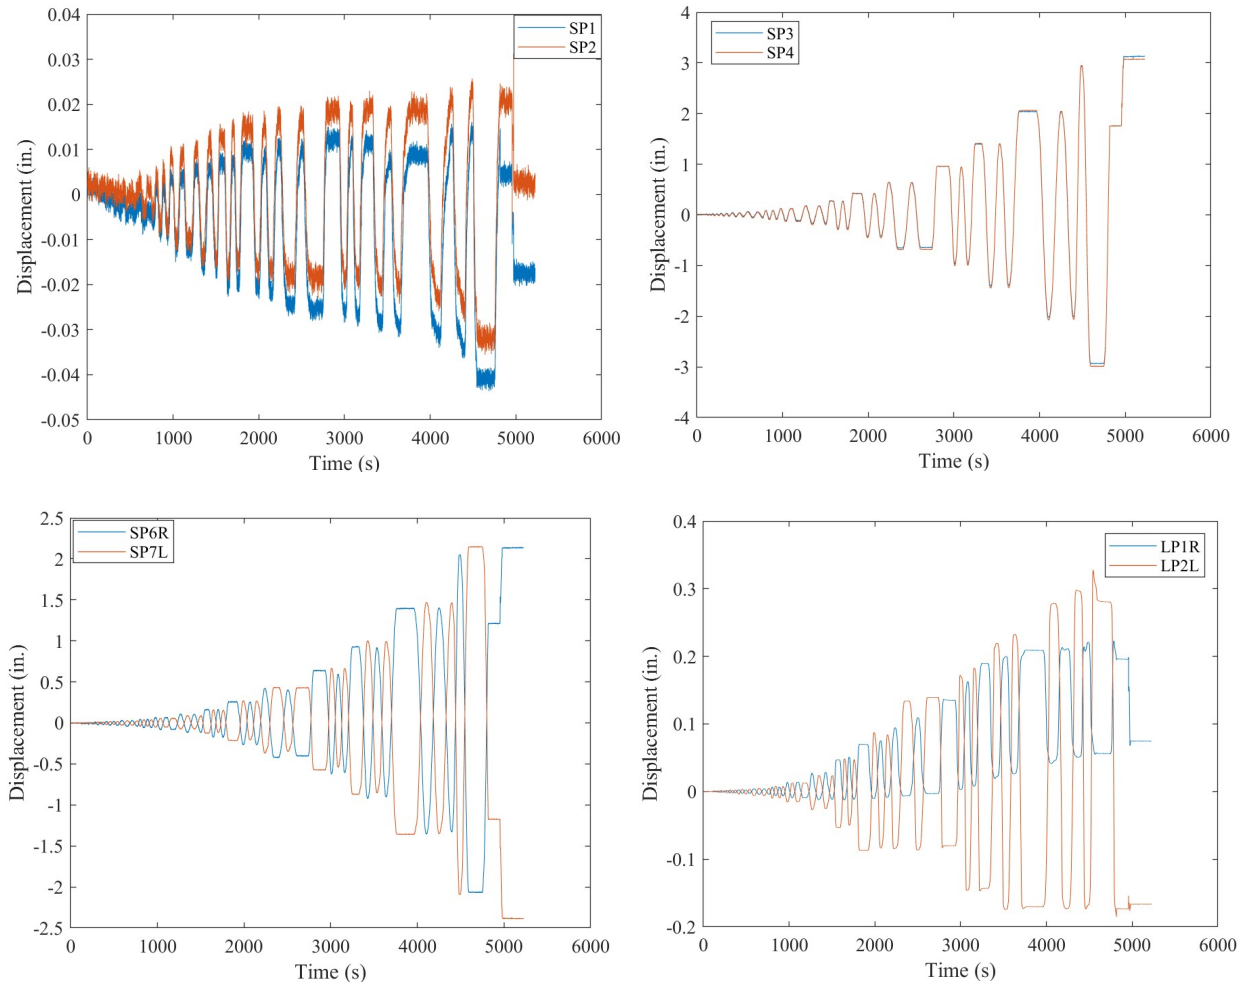 0.04
0.03
0.02
0.01
0
-0.01
-0.02
-0.03
-0.04
-0.05
Displacement (in.)
0 1000 2000 3000 4000 5000 6000
Time (s)
SP1
SP2
4
3
2
1
0
-1
-2
-3
-4
Displacement (in.)
0 1000 2000 3000 4000 5000 6000
Time (s)
SP3
SP4
2.5
2
1.5
1
0.5
0
-0.5
-1
-1.5
-2
-2.5
Displacement (in.)
0 1000 2000 3000 4000 5000 6000
Time (s)
SP6R
SP7L
0.4
0.3
0.2
0.1
0
-0.1
-0.2
Displacement (in.)
0 1000 2000 3000 4000 5000 6000
Time (s)
LP1R
LP2L